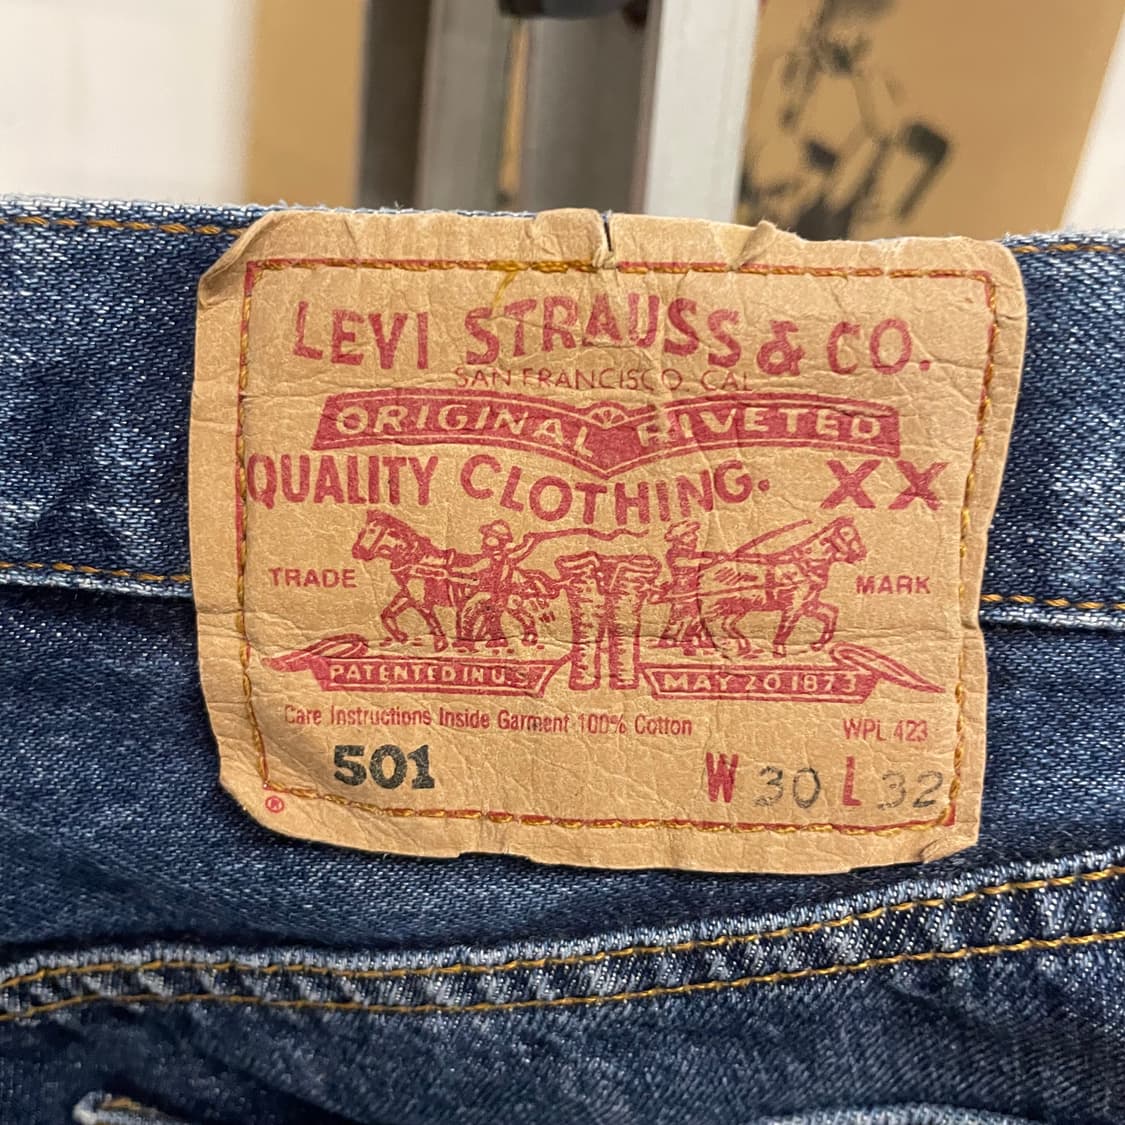 LEVI STRAUSS & CO.
SAN FRANCISCO, CAL
ORIGINAL RIVETED
QUALITY CLOTHING. XX
TRADE MARK
PATENTED IN U S MAY 20 1873
Care Instructions Inside Garment 100% Cotton WPL 423
501 W 30 L 32
®